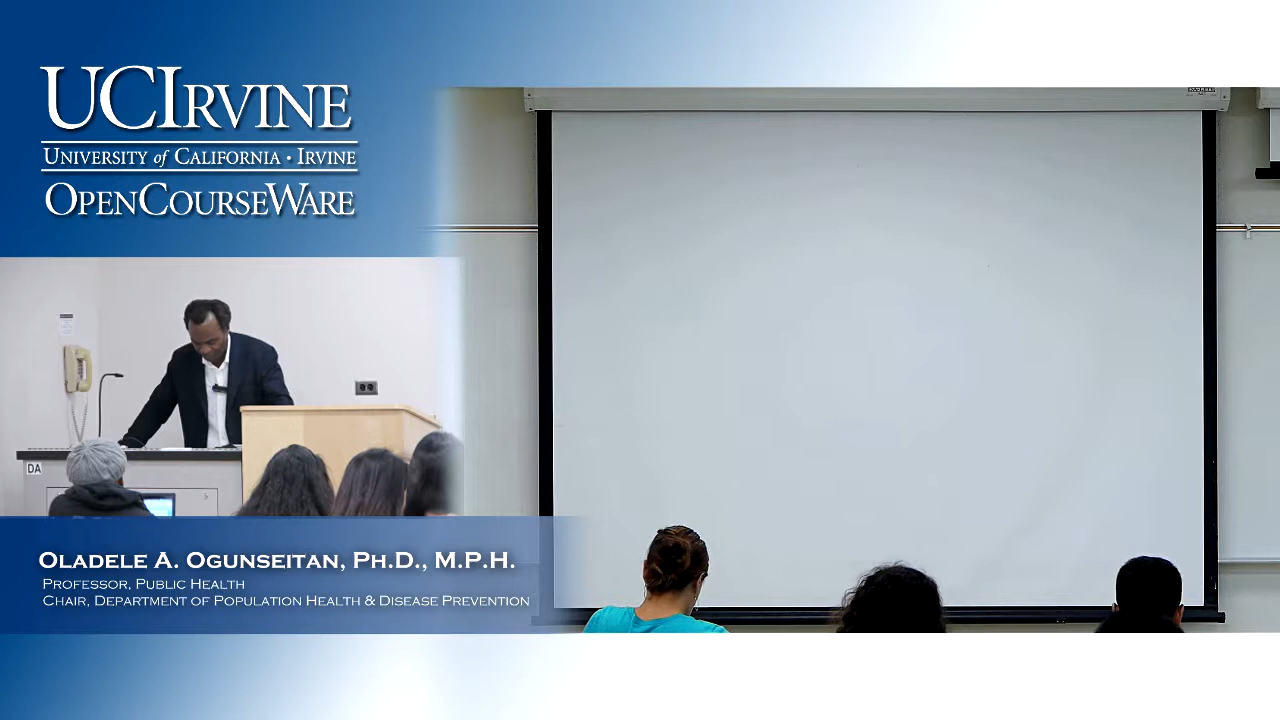 UCIRVINE
UNIVERSITY of CALIFORNIA · IRVINE
OPENCOURSEWARE
DA
OLADELE A. OGUNSEITAN, PH.D., M.P.H.
PROFESSOR, PUBLIC HEALTH
CHAIR, DEPARTMENT OF POPULATION HEALTH & DISEASE PREVENTION